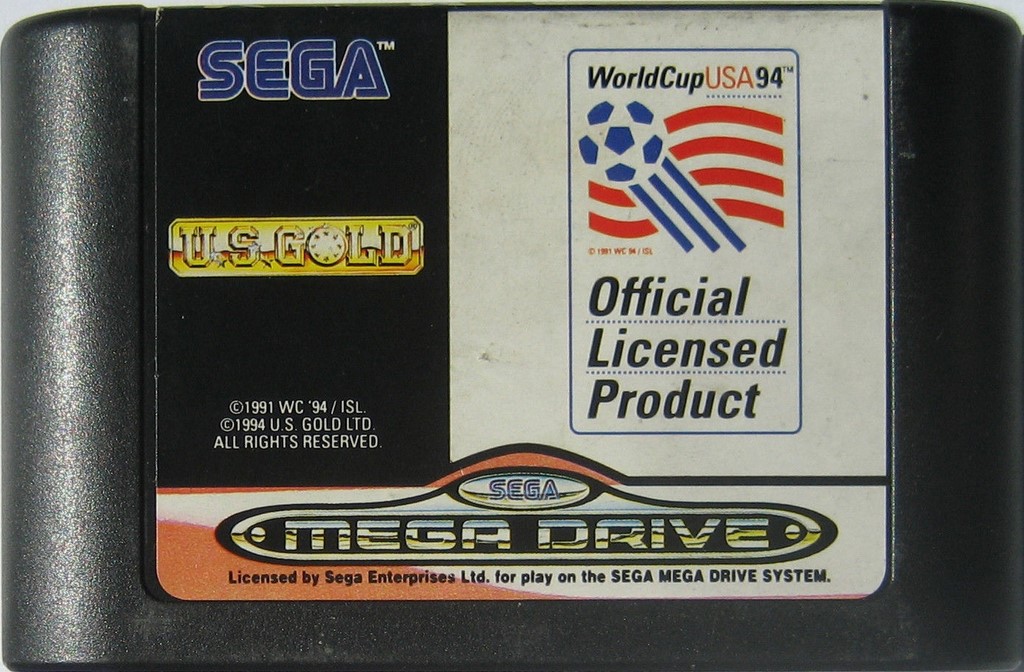 SEGA™
U.S. GOLD®
©1991 WC '94 / ISL.
©1994 U.S. GOLD LTD.
ALL RIGHTS RESERVED.
WorldCupUSA94™
© 1991 WC 94 / ISL
Official
Licensed
Product
SEGA
MEGA DRIVE
Licensed by Sega Enterprises Ltd. for play on the SEGA MEGA DRIVE SYSTEM.